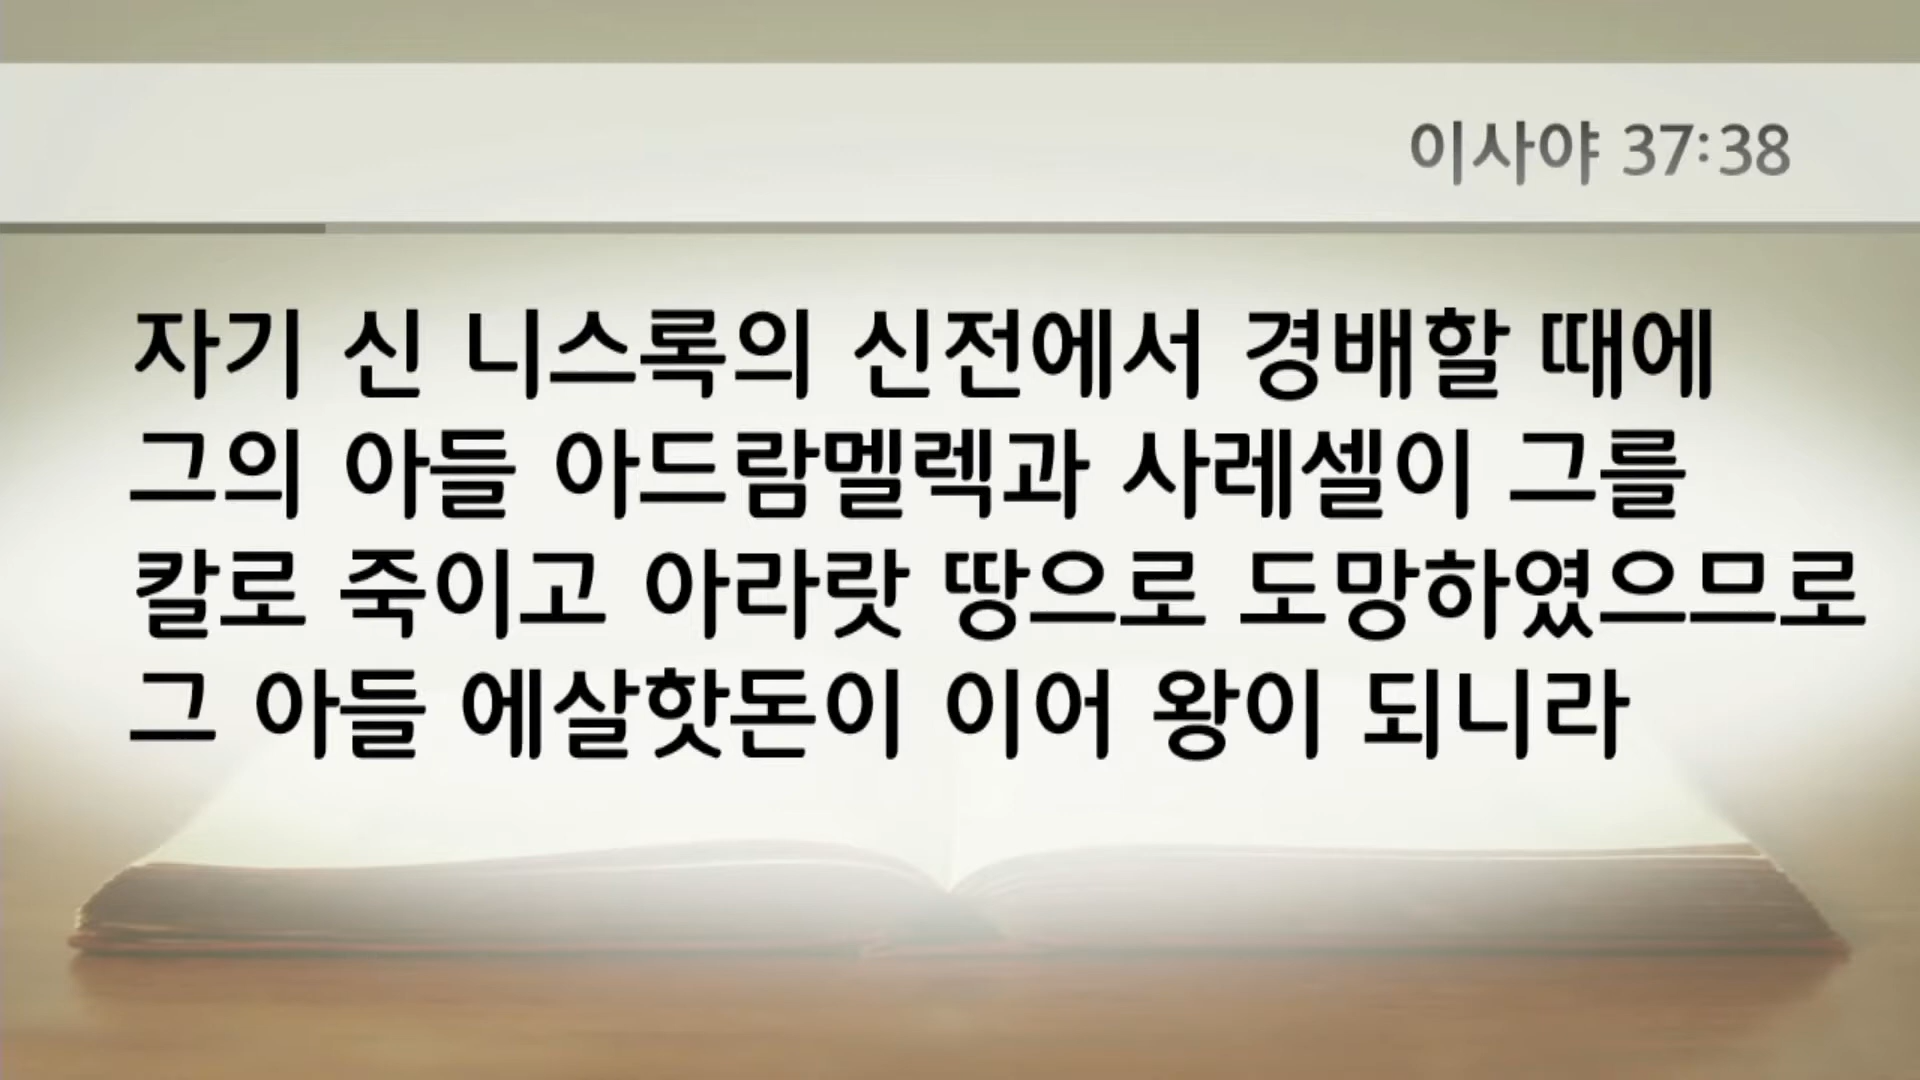 이사야 37:38
자기 신 니스록의 신전에서 경배할 때에
그의 아들 아드람멜렉과 사레셀이 그를
칼로 죽이고 아라랏 땅으로 도망하였으므로
그 아들 에살핫돈이 이어 왕이 되니라